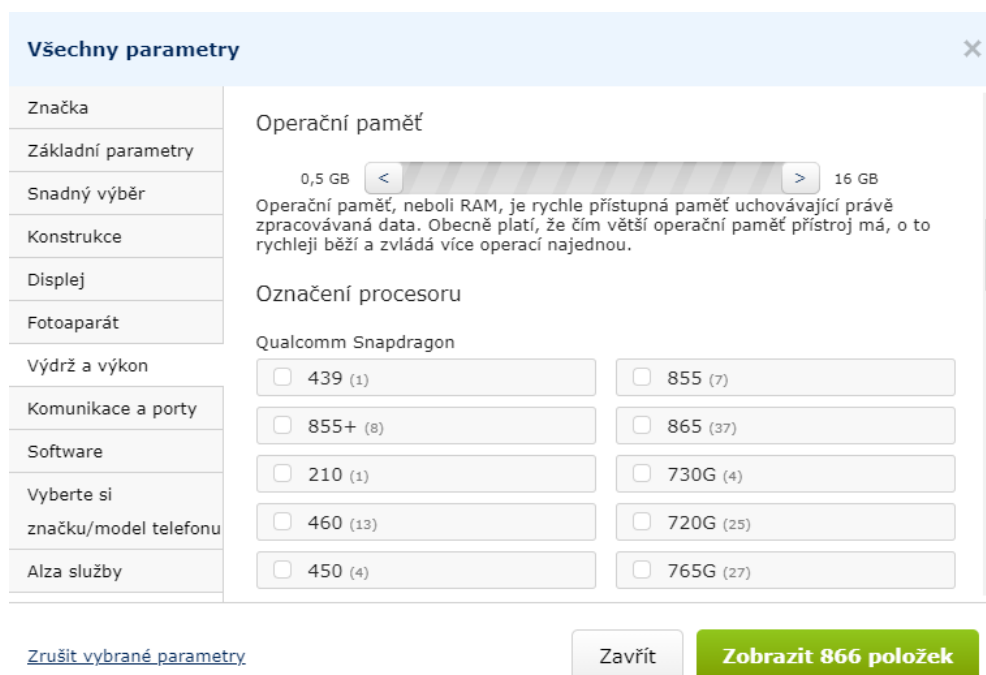 Všechny parametry
×
Značka
Základní parametry
Snadný výběr
Konstrukce
Displej
Fotoaparát
Výdrž a výkon
Komunikace a porty
Software
Vyberte si
značku/model telefonu
Alza služby
Operační paměť
0,5 GB < > 16 GB
Operační paměť, neboli RAM, je rychle přístupná paměť uchovávající právě
zpracovávaná data. Obecně platí, že čím větší operační paměť přístroj má, o to
rychleji běží a zvládá více operací najednou.
Označení procesoru
Qualcomm Snapdragon
439 (1) 855 (7)
855+ (8) 865 (37)
210 (1) 730G (4)
460 (13) 720G (25)
450 (4) 765G (27)
Zrušit vybrané parametry Zavřít Zobrazit 866 položek